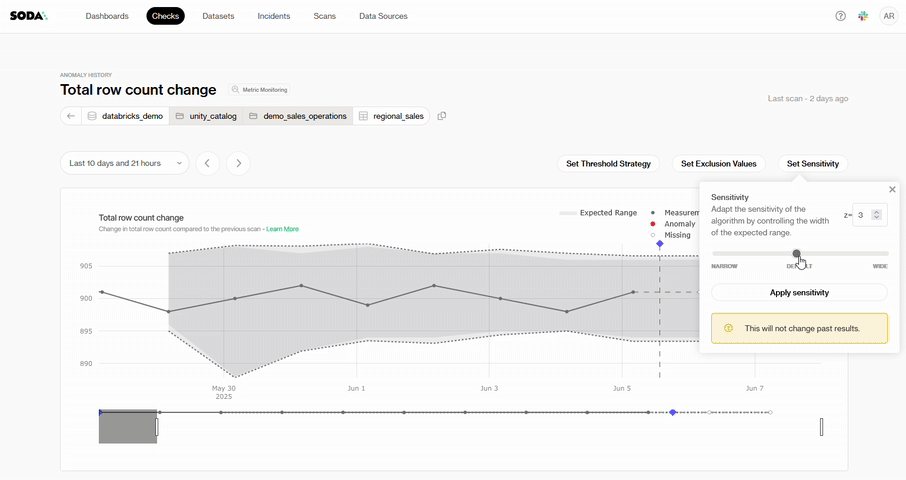 SODA
Dashboards
Checks
Datasets
Incidents
Scans
Data Sources
AR
ANOMALY HISTORY
Total row count change
Metric Monitoring
Last scan - 2 days ago
databricks_demo
unity_catalog
demo_sales_operations
regional_sales
Last 10 days and 21 hours
Set Threshold Strategy
Set Exclusion Values
Set Sensitivity
Sensitivity
Adapt the sensitivity of the
algorithm by controlling the width
of the expected range.
z=
3
NARROW
WIDE
Apply sensitivity
This will not change past results.
Total row count change
Change in total row count compared to the previous scan - Learn More
Expected Range
Measurem
Anomaly
Missing
905
900
895
890
May 30
2025
Jun 1
Jun 3
Jun 5
Jun 7